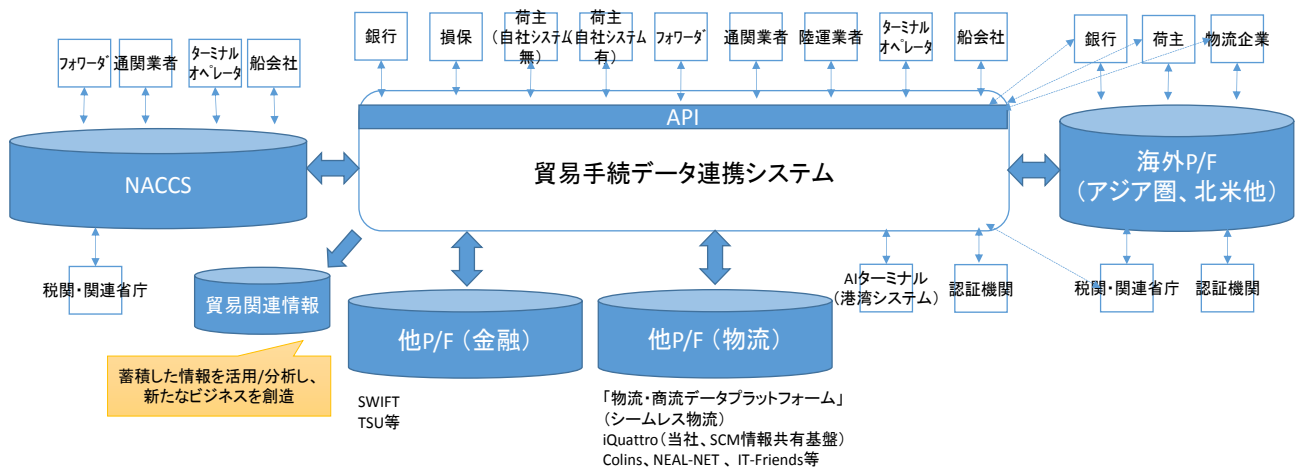 フォワーダ
通関業者
ターミナル
オペレータ
船会社
銀行
損保
荷主
（自社システム
無）
荷主
（自社システム
有）
フォワーダ
通関業者
陸運業者
ターミナル
オペレータ
船会社
銀行
荷主
物流企業
API
NACCS
貿易手続データ連携システム
海外P/F
（アジア圏、北米他）
税関・関連省庁
貿易関連情報
他P/F（金融）
他P/F（物流）
AIターミナル
（港湾システム）
認証機関
税関・関連省庁
認証機関
蓄積した情報を活用/分析し、
新たなビジネスを創造
SWIFT
TSU等
「物流・商流データプラットフォーム」
（シームレス物流）
iQuattro（当社、SCM情報共有基盤）
Colins、NEAL-NET 、IT-Friends等